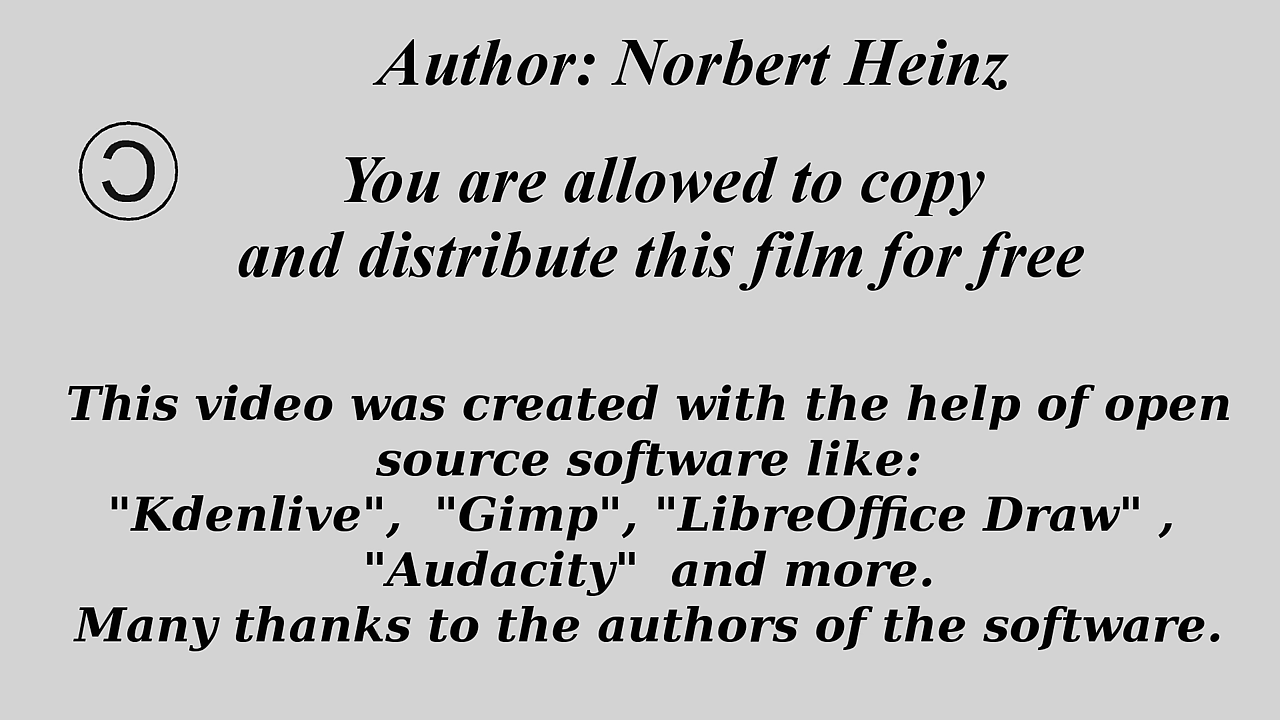 Author: Norbert Heinz
Ɔ
You are allowed to copy
and distribute this film for free
This video was created with the help of open
source software like:
"Kdenlive",  "Gimp", "LibreOffice Draw" ,
"Audacity"  and more.
Many thanks to the authors of the software.